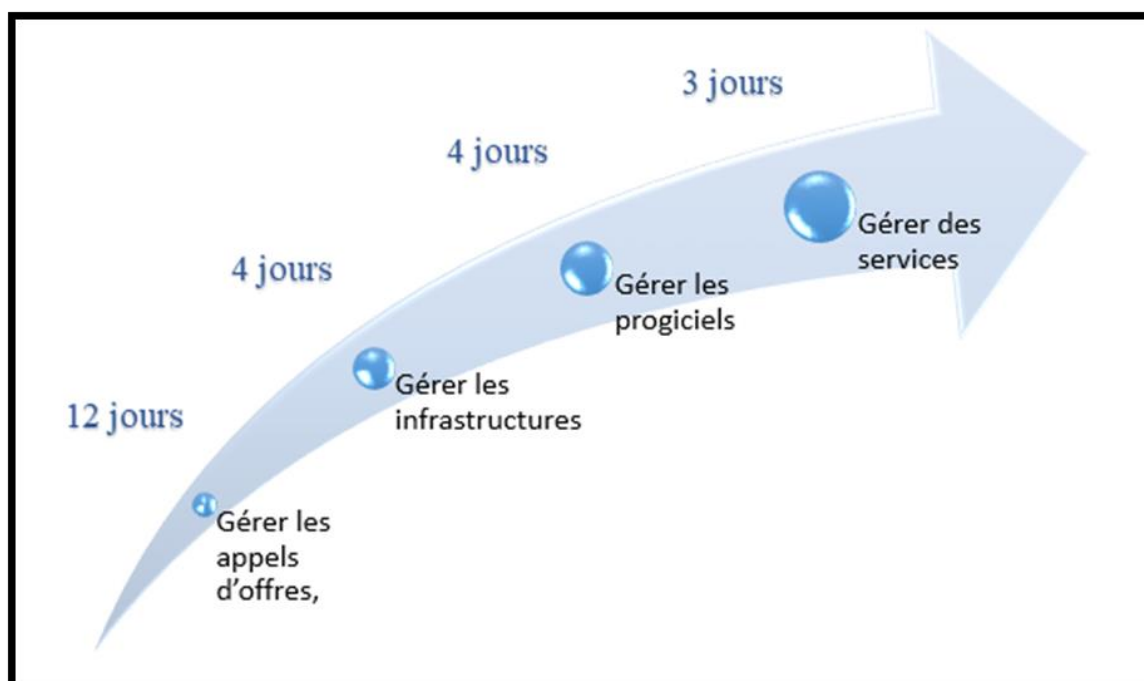 3 jours
4 jours
Gérer des
services
4 jours
Gérer les
progiciels
Gérer les
infrastructures
12 jours
Gérer les
appels
d'offres,